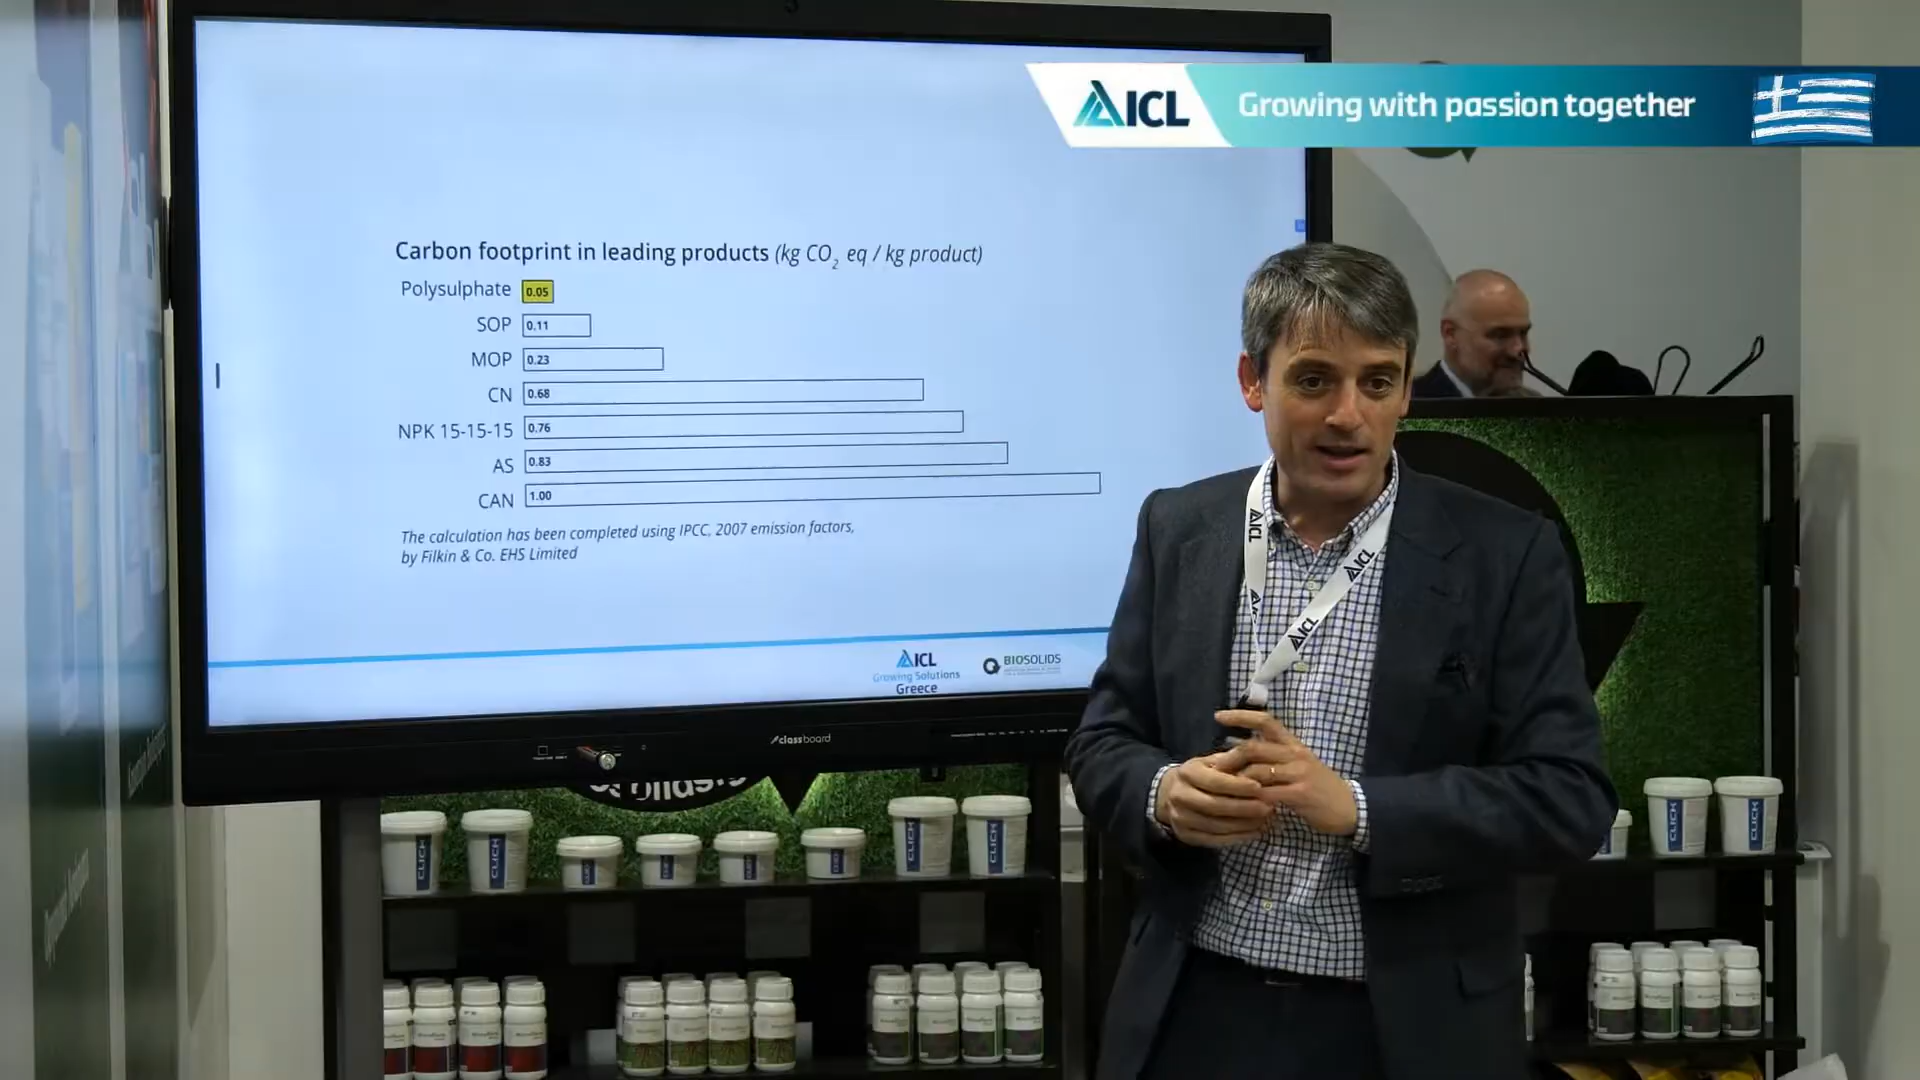 AICL
Growing with passion together
Carbon footprint in leading products (kg CO2 eq / kg product)
Polysulphate 0.05
SOP 0.11
MOP 0.23
CN 0.68
NPK 15-15-15 0.76
AS 0.83
CAN 1.00
The calculation has been completed using IPCC, 2007 emission factors,
by Filkin & Co. EHS Limited
ICL
Growing Solutions
Greece
BIOSOLIDS
classboard
ICL
ICL
ICL
CLICK
CLICK
CLICK
CLICK
CLICK
CLICK